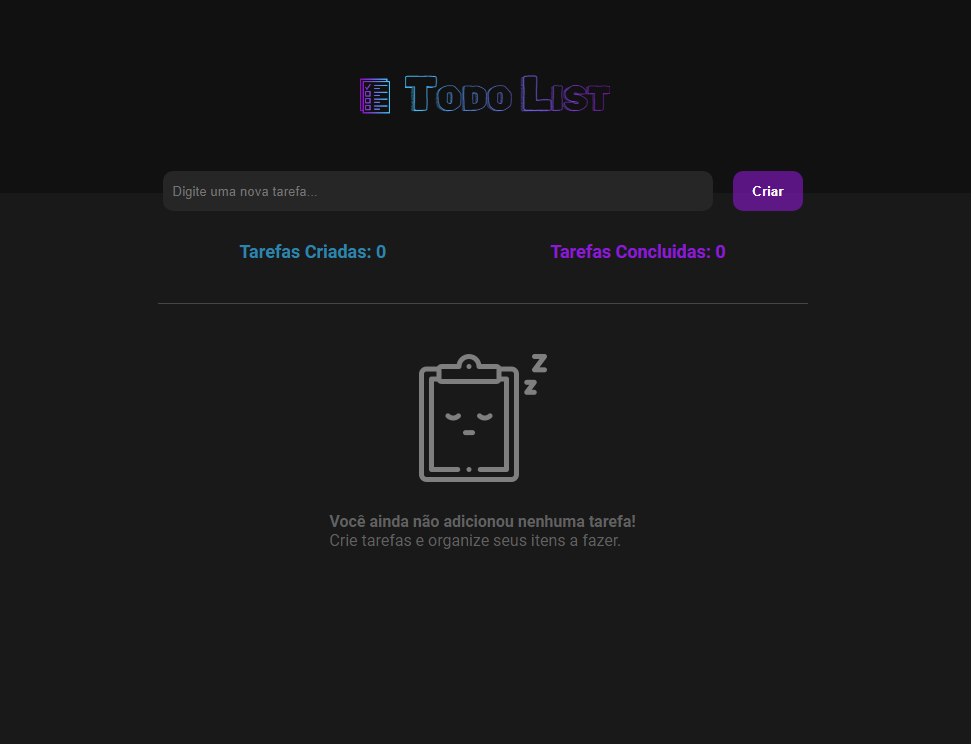 Todo List
Digite uma nova tarefa...
Criar
Tarefas Criadas: 0
Tarefas Concluidas: 0
z
z
Você ainda não adicionou nenhuma tarefa!
Crie tarefas e organize seus itens a fazer.